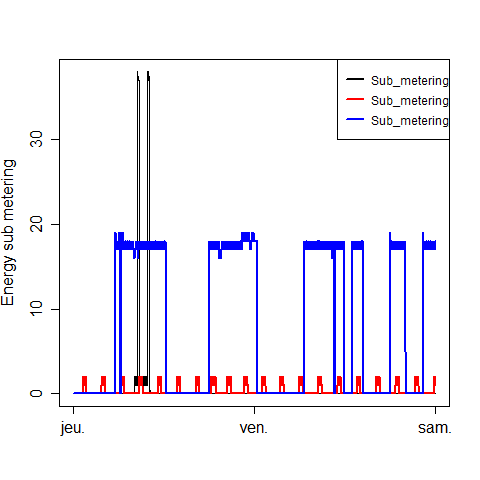 Sub_metering
Sub_metering
Sub_metering
Energy sub metering
30
20
10
0
jeu.
ven.
sam.